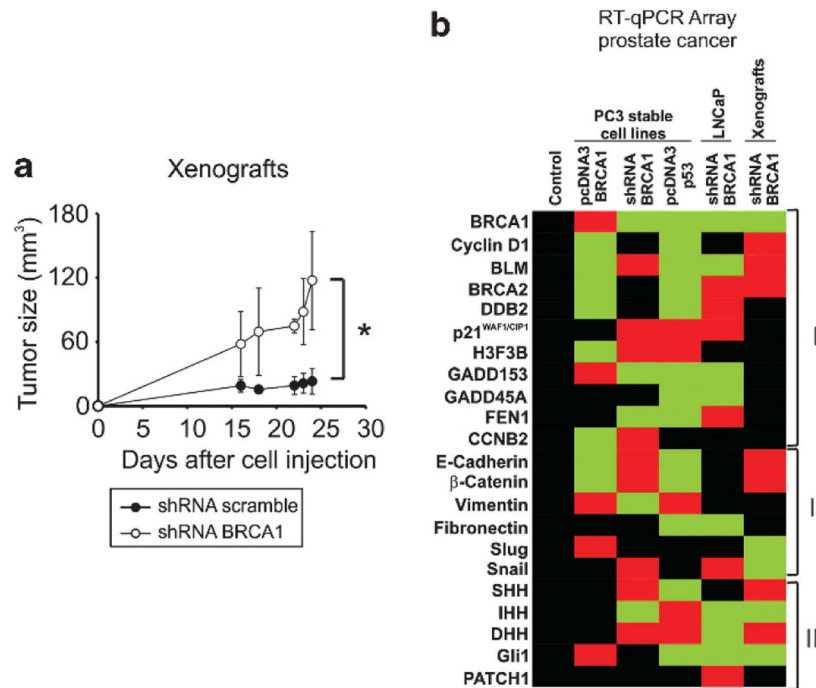 a
Xenografts
180
120
60
0
Tumor size (mm³)
*
0 5 10 15 20 25 30
Days after cell injection
shRNA scramble
shRNA BRCA1
b
RT-qPCR Array
prostate cancer
PC3 stable
cell lines
LNCaP
Xenografts
Control
pcDNA3
BRCA1
shRNA
BRCA1
pcDNA3
p53
shRNA
BRCA1
shRNA
BRCA1
BRCA1
Cyclin D1
BLM
BRCA2
DDB2
p21WAF1/CIP1
H3F3B
GADD153
GADD45A
FEN1
CCNB2
E-Cadherin
β-Catenin
Vimentin
Fibronectin
Slug
Snail
SHH
IHH
DHH
Gli1
PATCH1